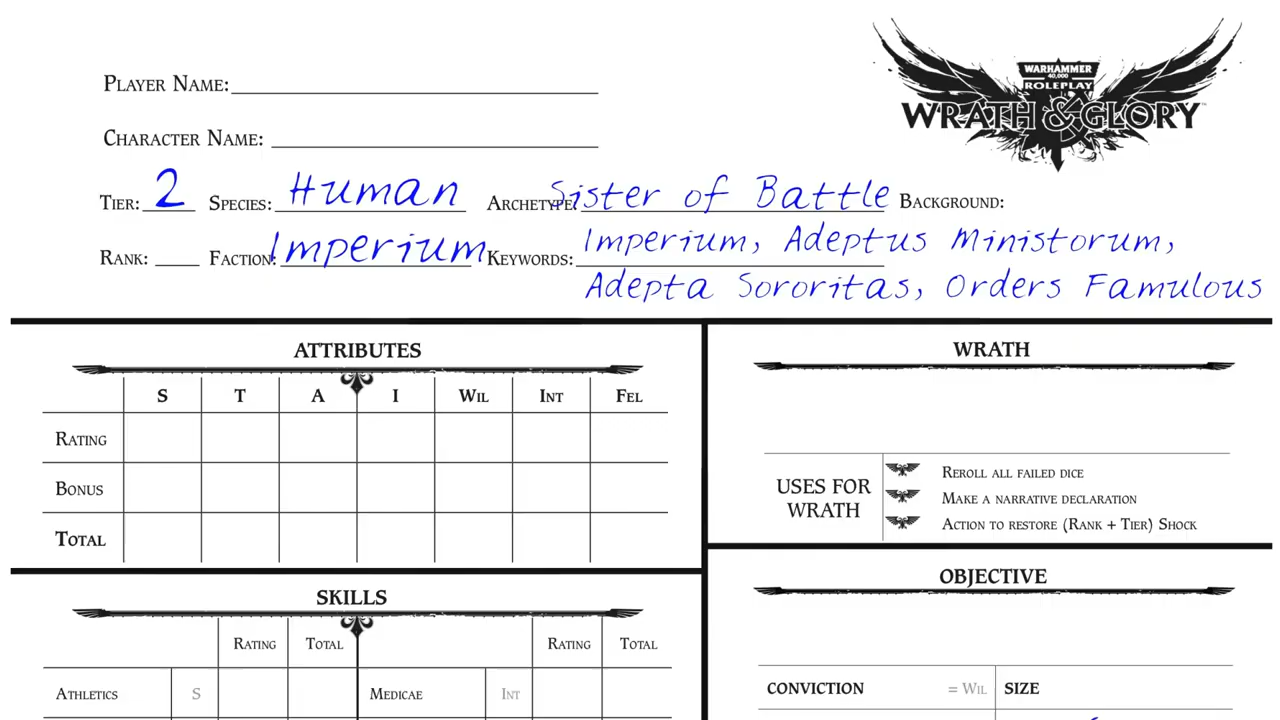 WARHAMMER
40,000
ROLEPLAY
WRATH & GLORY™
PLAYER NAME:
CHARACTER NAME:
TIER: 2 SPECIES: Human ARCHETYPE: Sister of Battle BACKGROUND:
RANK: FACTION: Imperium KEYWORDS: Imperium, Adeptus Ministorum,
Adepta Sororitas, Orders Famulous
ATTRIBUTES
S T A I WIL INT FEL
RATING
BONUS
TOTAL
WRATH
USES FOR
WRATH
REROLL ALL FAILED DICE
MAKE A NARRATIVE DECLARATION
ACTION TO RESTORE (RANK + TIER) SHOCK
SKILLS
RATING TOTAL RATING TOTAL
ATHLETICS S MEDICAE INT
OBJECTIVE
CONVICTION = WIL SIZE